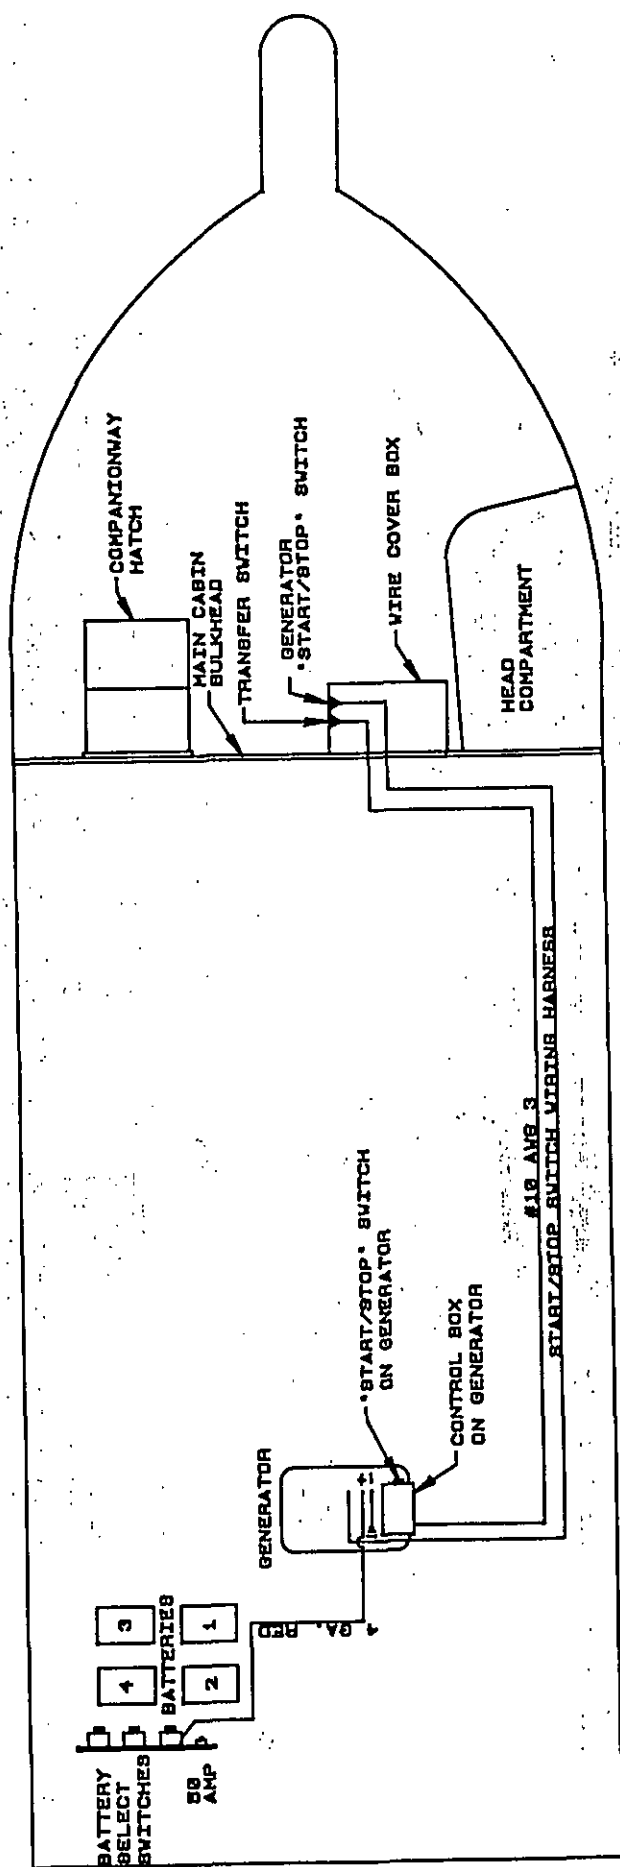 COMPANIONWAY
HATCH
MAIN CABIN
BULKHEAD
TRANSFER SWITCH
GENERATOR
"START/STOP" SWITCH
WIRE COVER BOX
HEAD
COMPARTMENT
#10 AWG 3
START/STOP SWITCH WIRING HARNESS
"START/STOP" SWITCH
ON GENERATOR
CONTROL BOX
ON GENERATOR
GENERATOR
+
-
4 GA. RED
3
1
4
2
BATTERIES
BATTERY
SELECT
SWITCHES
50
AMP